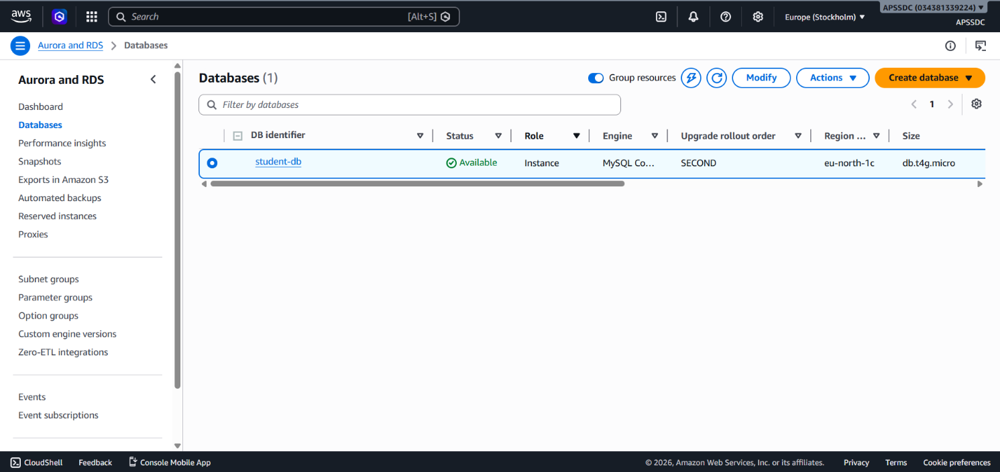 aws
Search [Alt+S]
Europe (Stockholm)
APSSDC (034381339224)
APSSDC
Aurora and RDS
Databases
Aurora and RDS
Dashboard
Databases
Performance insights
Snapshots
Exports in Amazon S3
Automated backups
Reserved instances
Proxies
Subnet groups
Parameter groups
Option groups
Custom engine versions
Zero-ETL integrations
Events
Event subscriptions
Databases (1)
Group resources
Modify
Actions
Create database
Filter by databases
1
DB identifier Status Role Engine Upgrade rollout order Region ... Size
student-db Available Instance MySQL Co... SECOND eu-north-1c db.t4g.micro
CloudShell Feedback Console Mobile App © 2026, Amazon Web Services, Inc. or its affiliates. Privacy Terms Cookie preferences